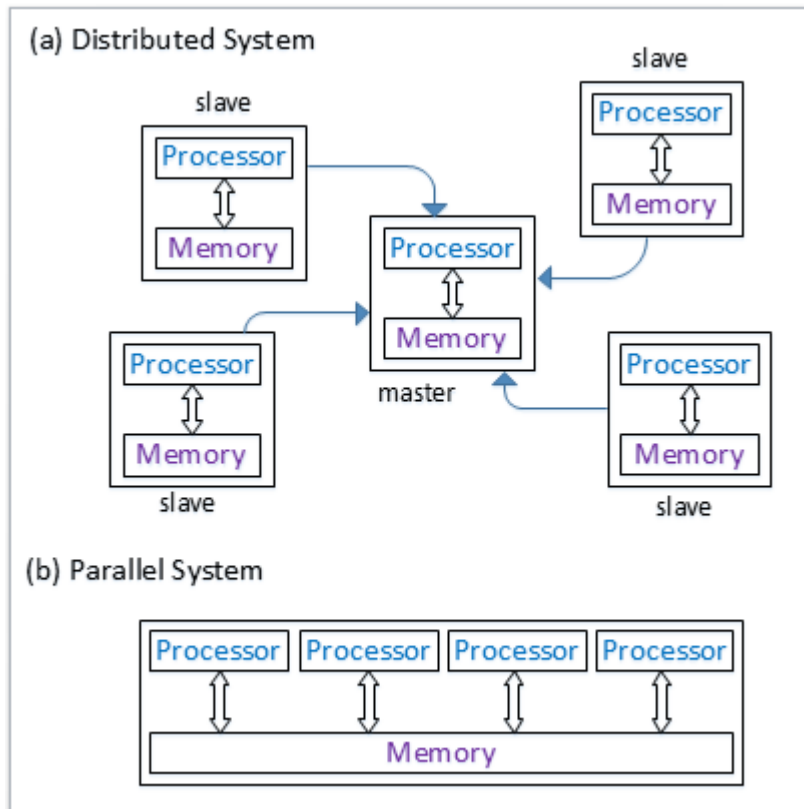 (a) Distributed System
slave
Processor
Memory
slave
Processor
Memory
Processor
Memory
master
Processor
Memory
slave
Processor
Memory
slave
(b) Parallel System
Processor Processor Processor Processor
Memory